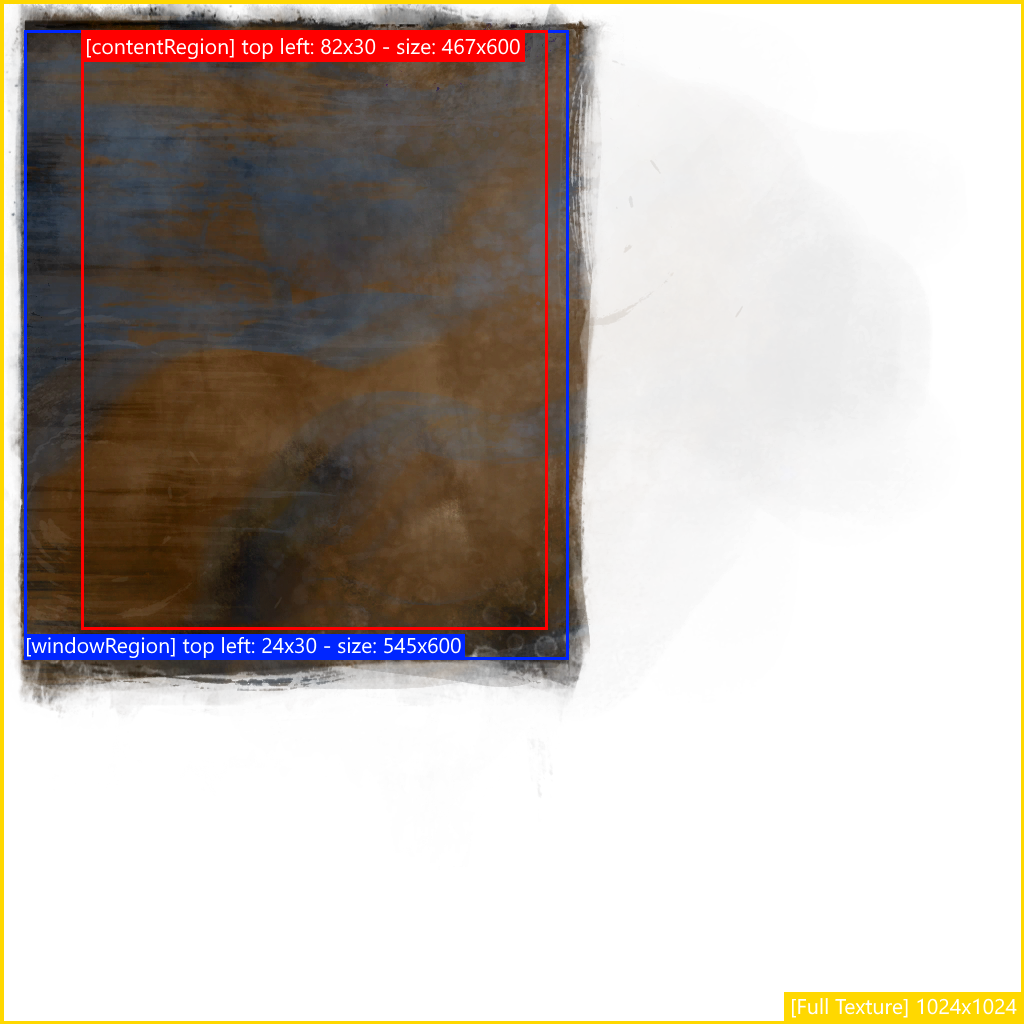 [contentRegion] top left: 82x30 - size: 467x600
[windowRegion] top left: 24x30 - size: 545x600
[Full Texture] 1024x1024